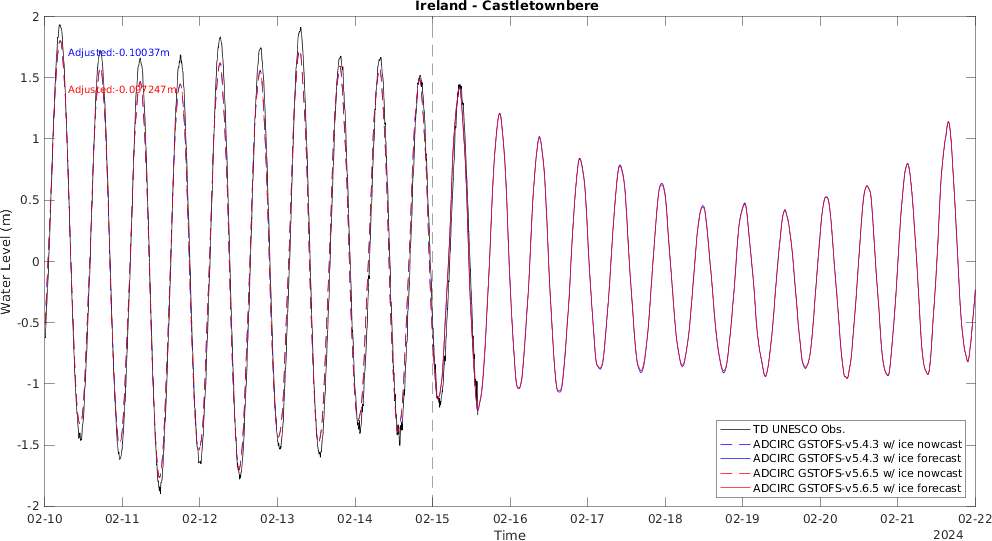 Ireland - Castletownbere
2
1.5
1
0.5
0
-0.5
-1
-1.5
-2
Water Level (m)
Adjusted:-0.10037m
Adjusted:-0.097247m
TD UNESCO Obs.
ADCIRC GSTOFS-v5.4.3 w/ ice nowcast
ADCIRC GSTOFS-v5.4.3 w/ ice forecast
ADCIRC GSTOFS-v5.6.5 w/ ice nowcast
ADCIRC GSTOFS-v5.6.5 w/ ice forecast
02-10 02-11 02-12 02-13 02-14 02-15 02-16 02-17 02-18 02-19 02-20 02-21 02-22
Time
2024